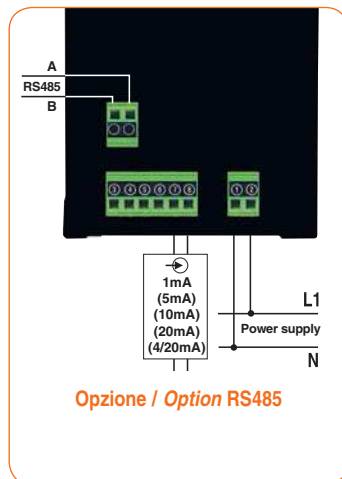 A
RS485
B
3 4 5 6 7 8
1 2
1mA
(5mA)
(10mA)
(20mA)
(4/20mA)
L1
Power supply
N
Opzione / Option RS485